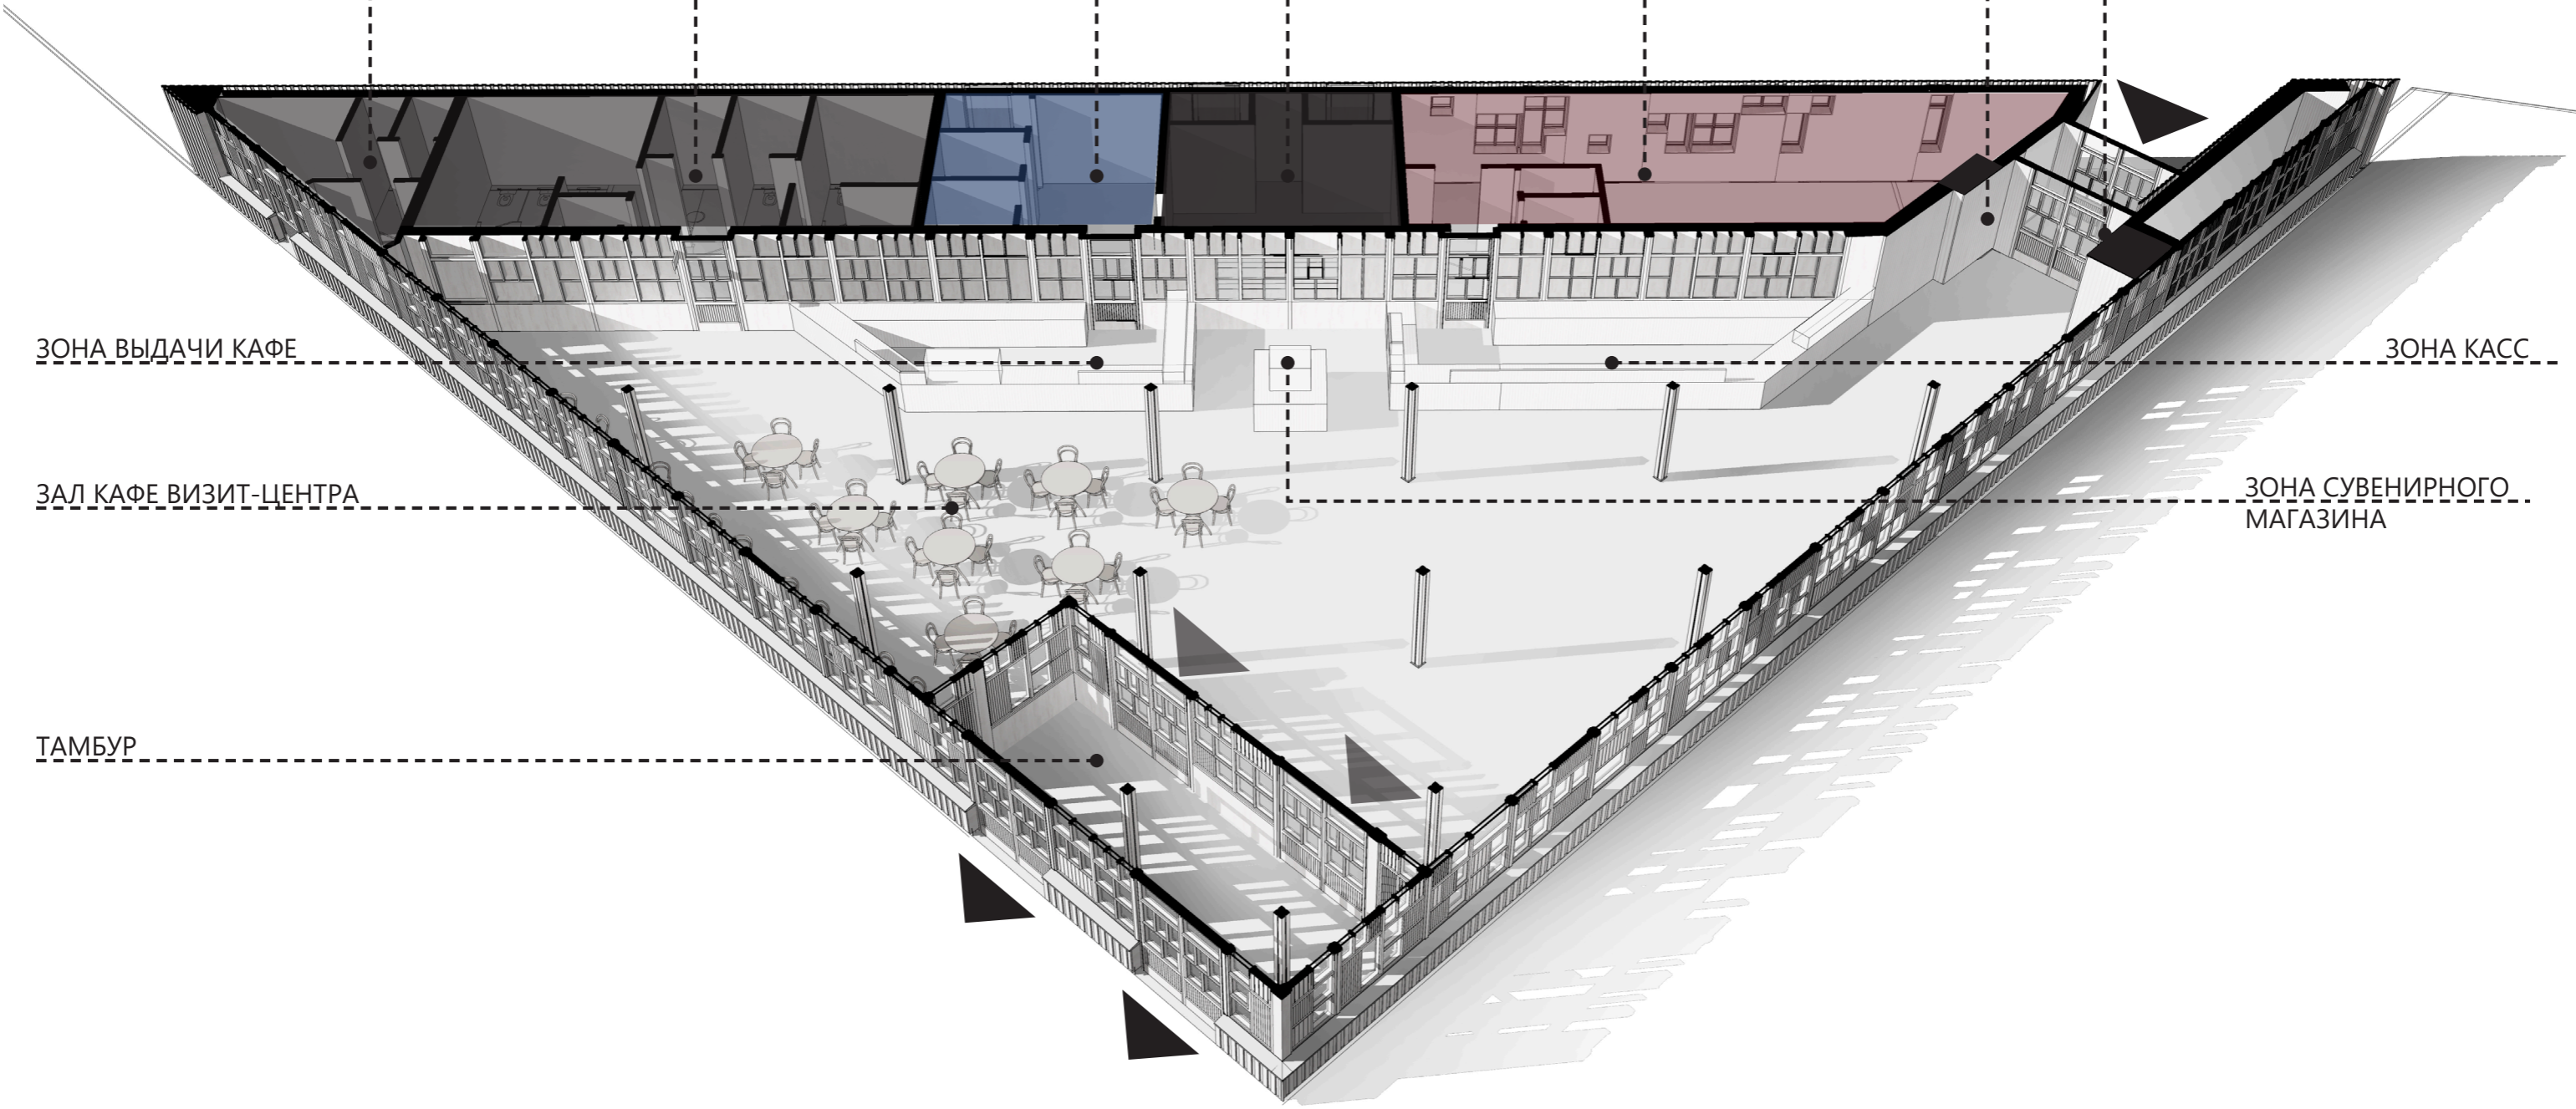 ЗОНА ВЫДАЧИ КАФЕ
ЗОНА КАСС
ЗАЛ КАФЕ ВИЗИТ-ЦЕНТРА
ЗОНА СУВЕНИРНОГО
МАГАЗИНА
ТАМБУР